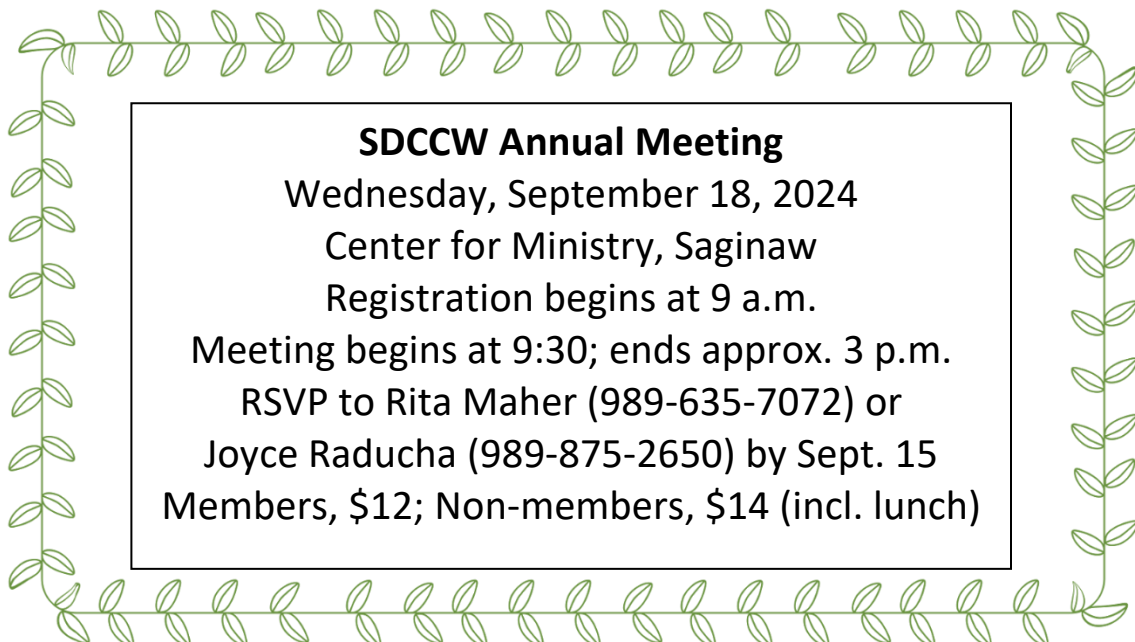 SDCCW Annual Meeting
Wednesday, September 18, 2024
Center for Ministry, Saginaw
Registration begins at 9 a.m.
Meeting begins at 9:30; ends approx. 3 p.m.
RSVP to Rita Maher (989-635-7072) or
Joyce Raducha (989-875-2650) by Sept. 15
Members, $12; Non-members, $14 (incl. lunch)